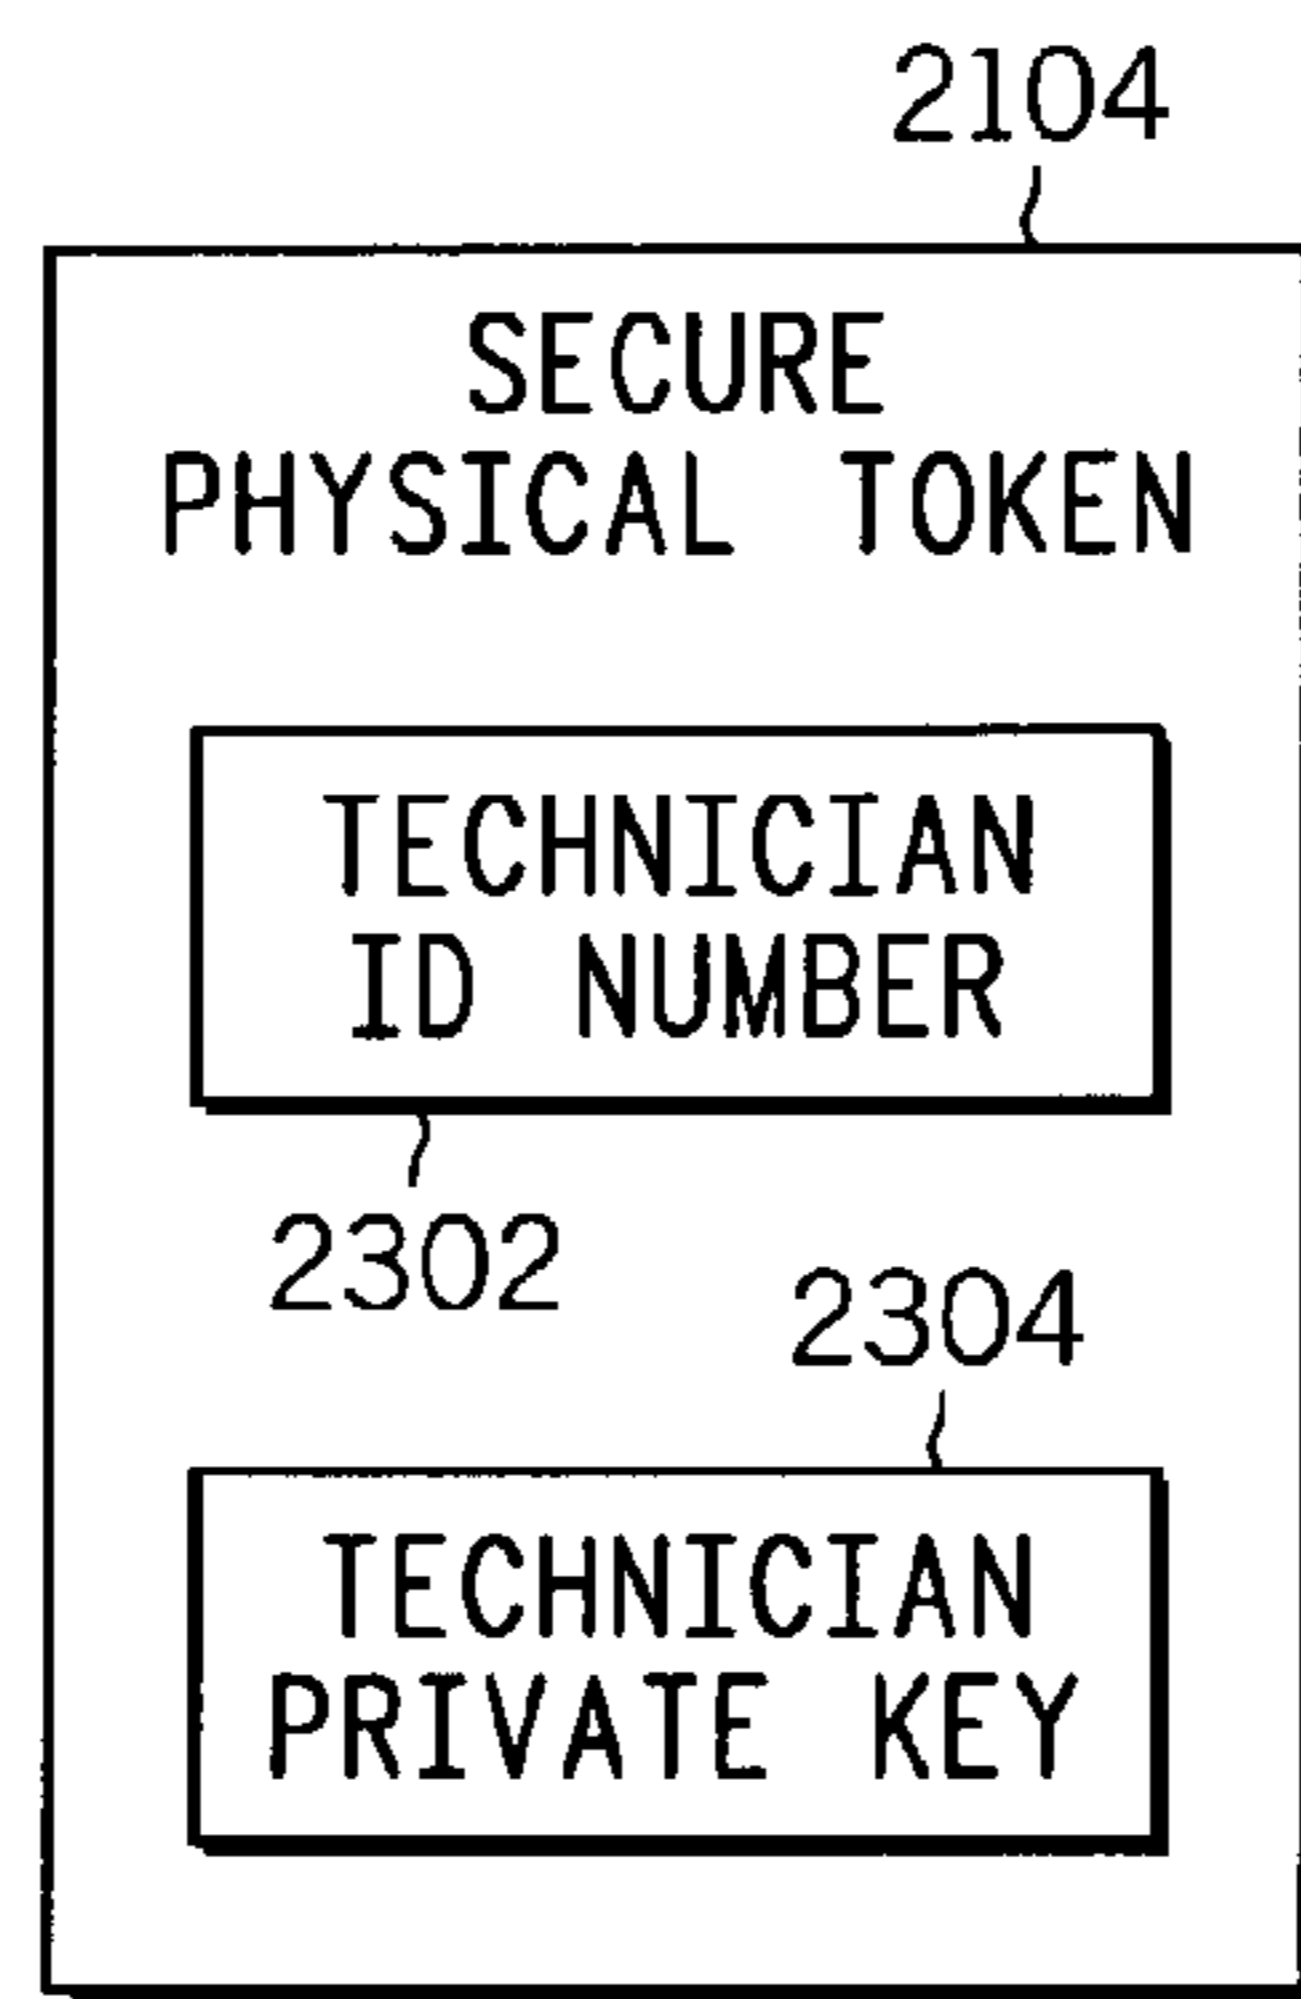 2104
SECURE
PHYSICAL TOKEN
TECHNICIAN
ID NUMBER
2302
2304
TECHNICIAN
PRIVATE KEY